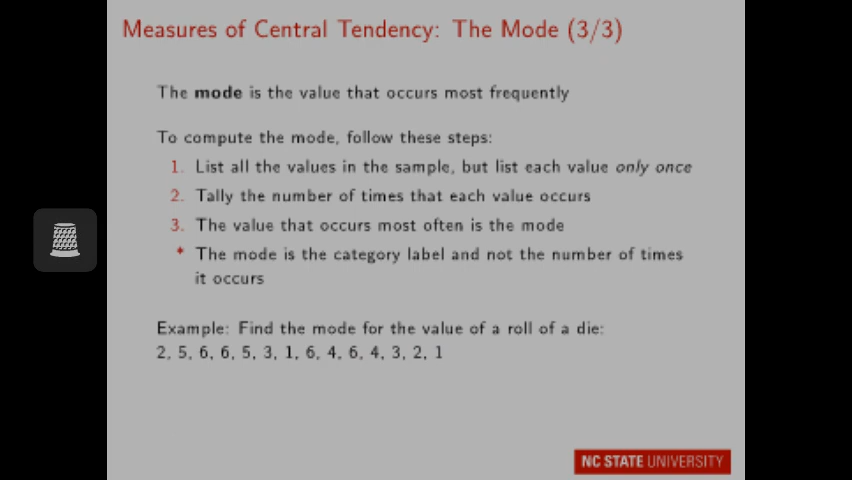 Measures of Central Tendency: The Mode (3/3)
The mode is the value that occurs most frequently
To compute the mode, follow these steps:
1. List all the values in the sample, but list each value only once
2. Tally the number of times that each value occurs
3. The value that occurs most often is the mode
* The mode is the category label and not the number of times
it occurs
Example: Find the mode for the value of a roll of a die:
2, 5, 6, 6, 5, 3, 1, 6, 4, 6, 4, 3, 2, 1
NC STATE UNIVERSITY